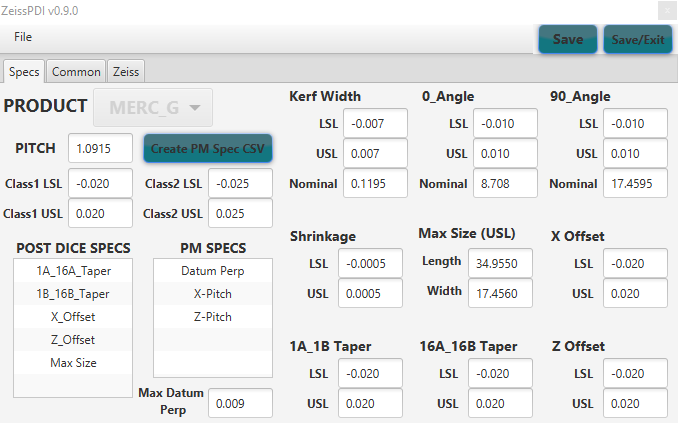 ZeissPDI v0.9.0
File
Save
Save/Exit
Specs
Common
Zeiss
PRODUCT
MERC_G
PITCH
1.0915
Create PM Spec CSV
Class1 LSL
-0.020
Class2 LSL
-0.025
Class1 USL
0.020
Class2 USL
0.025
POST DICE SPECS
1A_16A_Taper
1B_16B_Taper
X_Offset
Z_Offset
Max Size
PM SPECS
Datum Perp
X-Pitch
Z-Pitch
Max Datum
Perp
0.009
Kerf Width
LSL
-0.007
USL
0.007
Nominal
0.1195
0_Angle
LSL
-0.010
USL
0.010
Nominal
8.708
90_Angle
LSL
-0.010
USL
0.010
Nominal
17.4595
Shrinkage
LSL
-0.0005
USL
0.0005
Max Size (USL)
Length
34.9550
Width
17.4560
X Offset
LSL
-0.020
USL
0.020
1A_1B Taper
LSL
-0.020
USL
0.020
16A_16B Taper
LSL
-0.020
USL
0.020
Z Offset
LSL
-0.020
USL
0.020